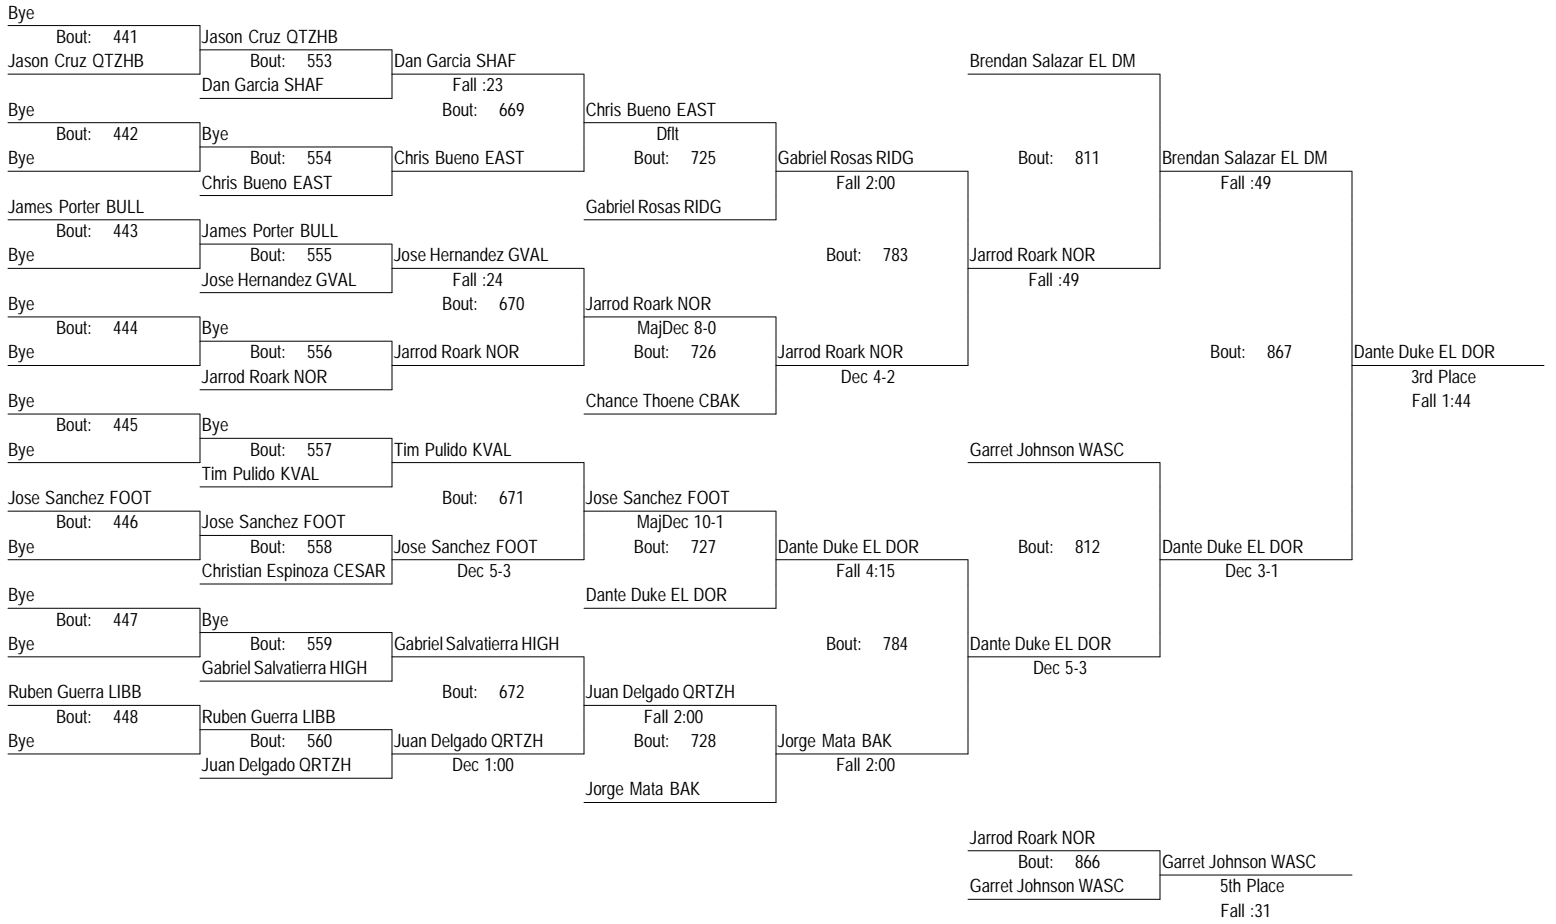 Bye
Bout: 441
Jason Cruz QTZHB
Bye
Bout: 442
Bye
James Porter BULL
Bout: 443
Bye
Bye
Bout: 444
Bye
Bye
Bout: 445
Bye
Jose Sanchez FOOT
Bout: 446
Bye
Bye
Bout: 447
Bye
Ruben Guerra LIBB
Bout: 448
Bye
Jason Cruz QTZHB
Bout: 553
Dan Garcia SHAF
Bye
Bout: 554
Chris Bueno EAST
James Porter BULL
Bout: 555
Jose Hernandez GVAL
Bye
Bout: 556
Jarrod Roark NOR
Bye
Bout: 557
Tim Pulido KVAL
Jose Sanchez FOOT
Bout: 558
Christian Espinoza CESAR
Bye
Bout: 559
Gabriel Salvatierra HIGH
Ruben Guerra LIBB
Bout: 560
Juan Delgado QRTZH
Dan Garcia SHAF
Fall :23
Bout: 669
Chris Bueno EAST
Jose Hernandez GVAL
Fall :24
Bout: 670
Jarrod Roark NOR
Tim Pulido KVAL
Bout: 671
Jose Sanchez FOOT
Dec 5-3
Gabriel Salvatierra HIGH
Bout: 672
Juan Delgado QRTZH
Dec 1:00
Chris Bueno EAST
Dflt
Bout: 725
Gabriel Rosas RIDG
Jarrod Roark NOR
MajDec 8-0
Bout: 726
Chance Thoene CBAK
Jose Sanchez FOOT
MajDec 10-1
Bout: 727
Dante Duke EL DOR
Juan Delgado QRTZH
Fall 2:00
Bout: 728
Jorge Mata BAK
Gabriel Rosas RIDG
Fall 2:00
Bout: 783
Jarrod Roark NOR
Dec 4-2
Dante Duke EL DOR
Fall 4:15
Bout: 784
Jorge Mata BAK
Fall 2:00
Brendan Salazar EL DM
Bout: 811
Jarrod Roark NOR
Fall :49
Garret Johnson WASC
Bout: 812
Dante Duke EL DOR
Dec 5-3
Brendan Salazar EL DM
Fall :49
Bout: 867
Dante Duke EL DOR
Dec 3-1
Dante Duke EL DOR
3rd Place
Fall 1:44
Jarrod Roark NOR
Bout: 866
Garret Johnson WASC
Garret Johnson WASC
5th Place
Fall :31